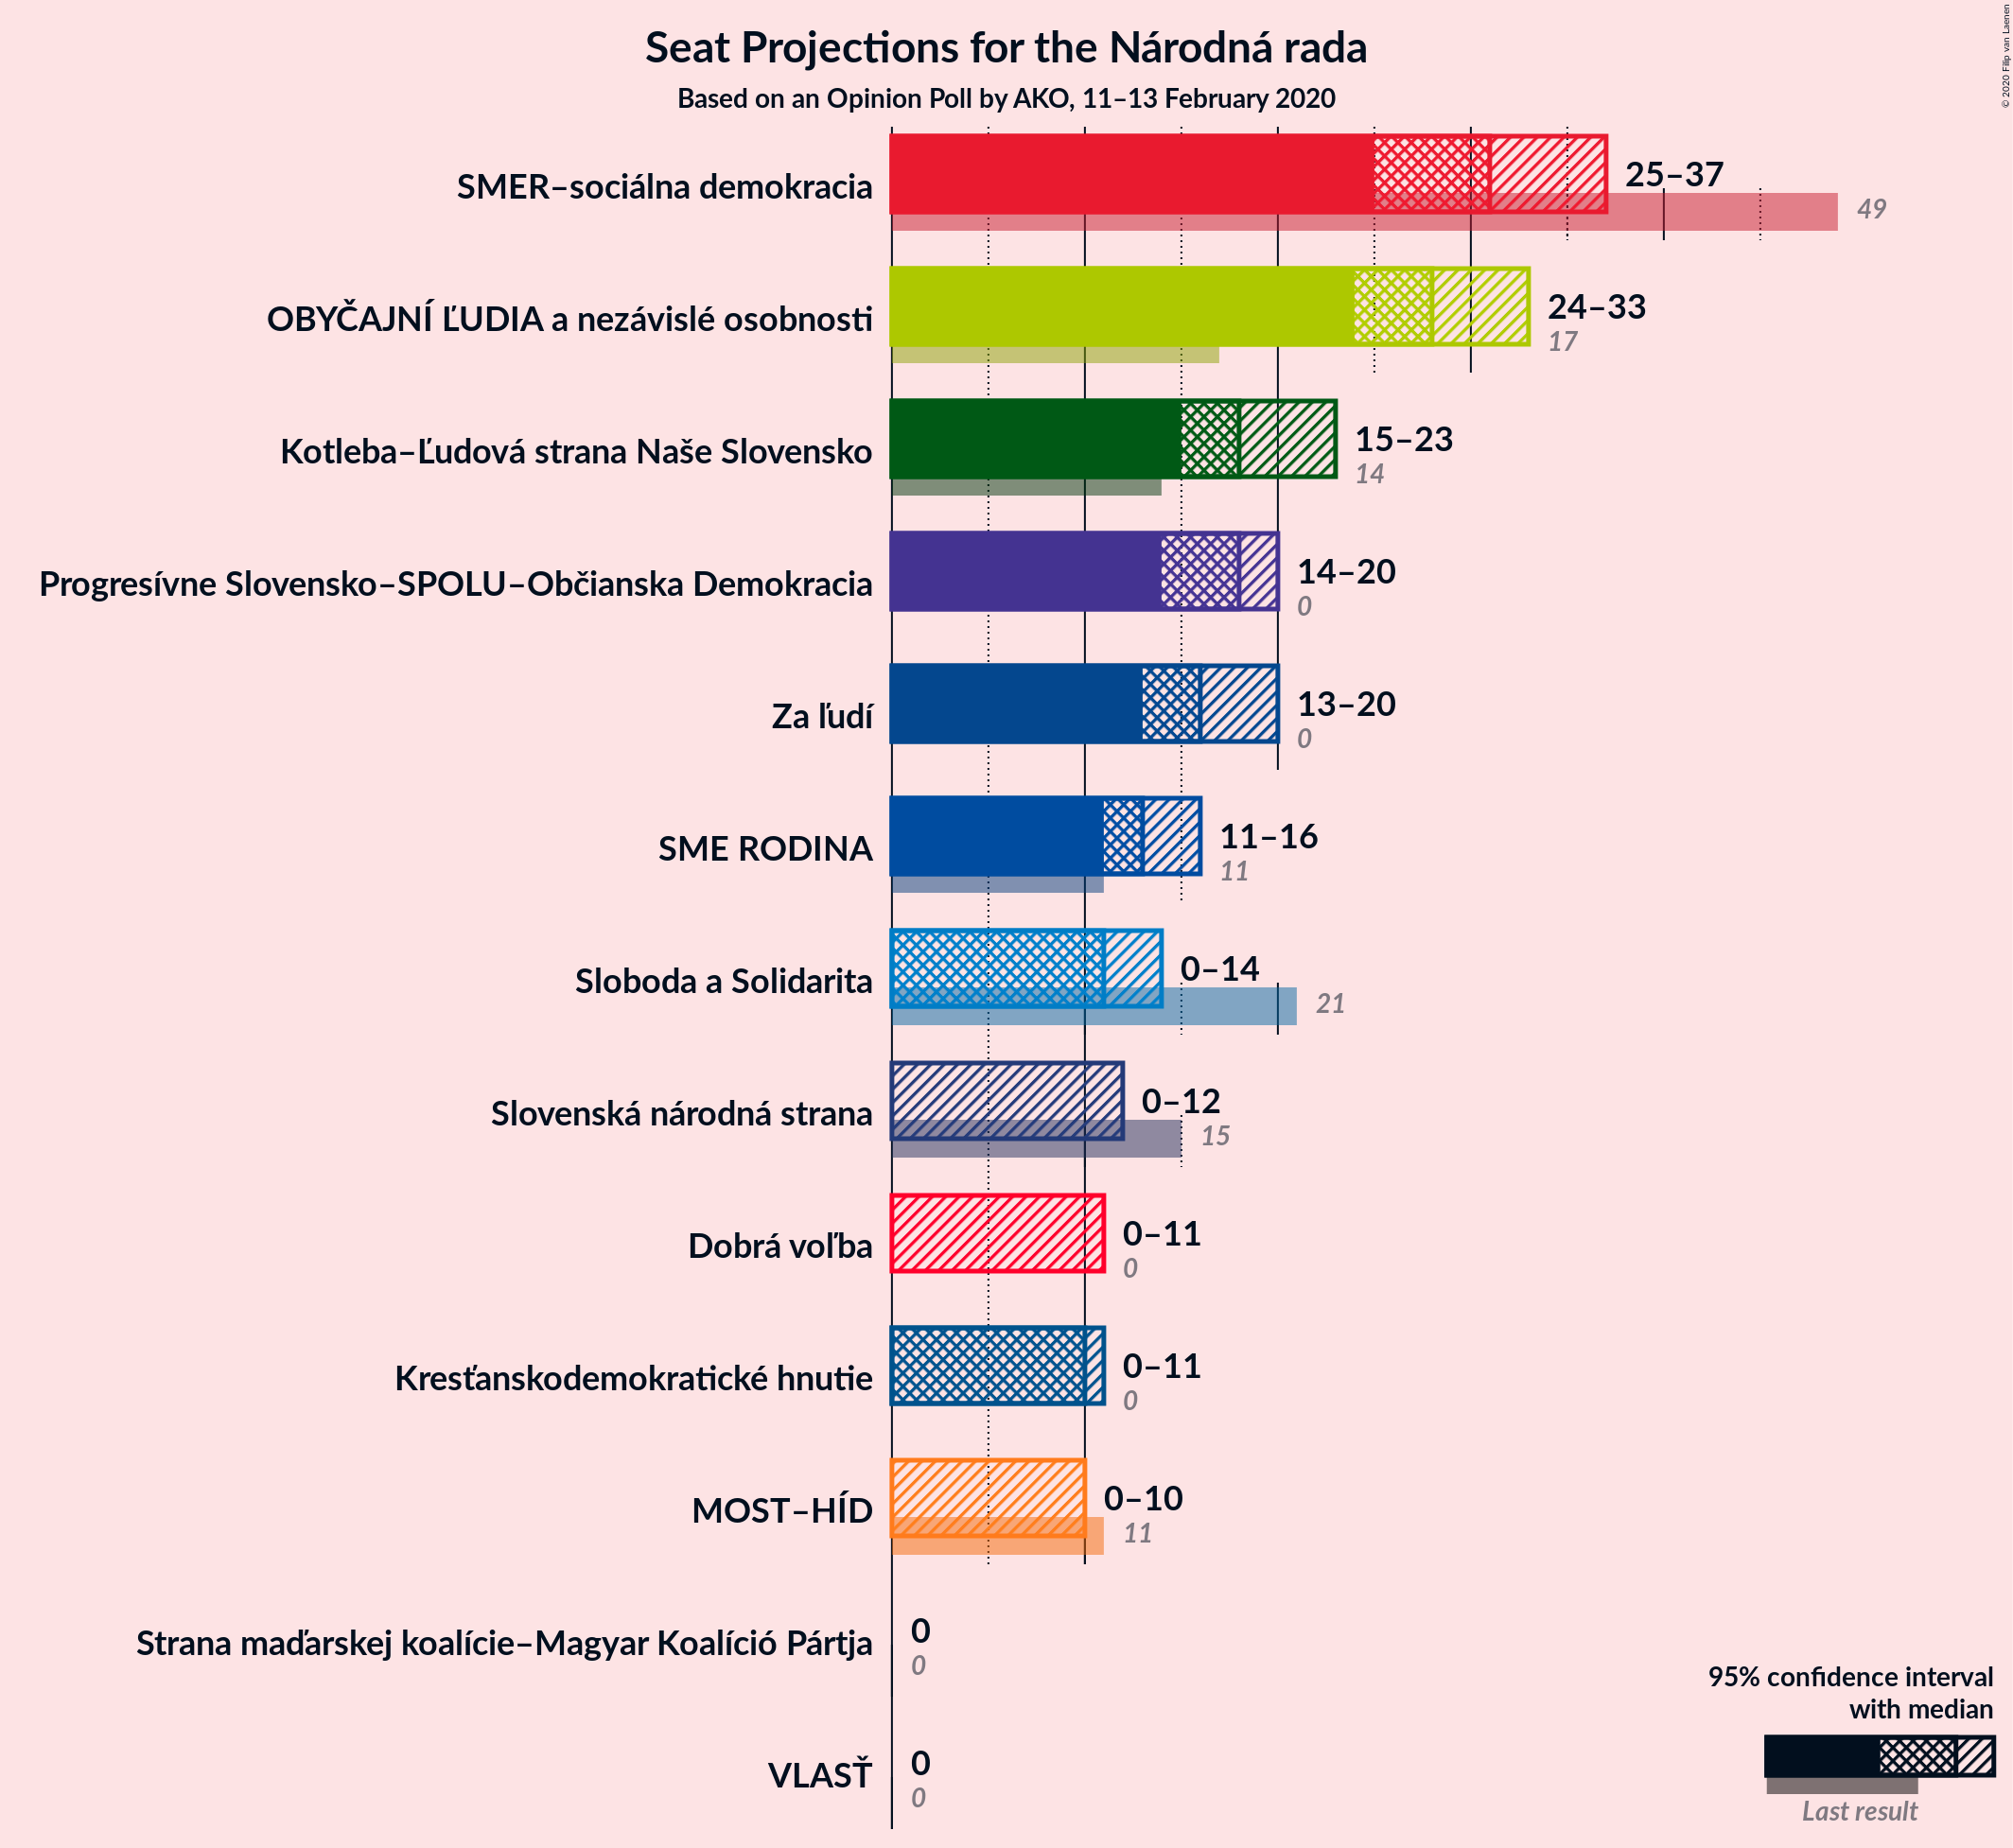 Seat Projections for the Národná rada
Based on an Opinion Poll by AKO, 11–13 February 2020
© 2020 Filip van Laenen
SMER–sociálna demokracia
25–37
49
OBYČAJNÍ ĽUDIA a nezávislé osobnosti
24–33
17
Kotleba–Ľudová strana Naše Slovensko
15–23
14
Progresívne Slovensko–SPOLU–Občianska Demokracia
14–20
0
Za ľudí
13–20
0
SME RODINA
11–16
11
Sloboda a Solidarita
0–14
21
Slovenská národná strana
0–12
15
Dobrá voľba
0–11
0
Kresťanskodemokratické hnutie
0–11
0
MOST–HÍD
0–10
11
Strana maďarskej koalície–Magyar Koalíció Pártja
0
0
VLASŤ
0
0
95% confidence interval
with median
Last result